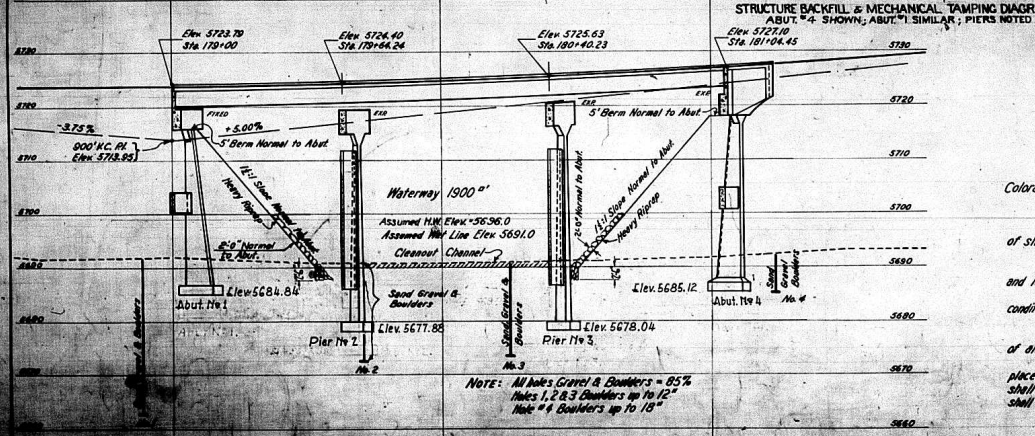 STRUCTURE BACKFILL & MECHANICAL TAMPING DIAGR
ABUT. #4 SHOWN; ABUT. #1 SIMILAR; PIERS NOTED
Elev. 5723.79
Sta. 179+00
Elev. 5724.40
Sta. 179+64.24
Elev. 5725.63
Sta. 180+40.23
Elev. 5727.10
Sta. 181+04.45
5730
5730
5720
5720
FIXED
EXP.
EXP.
EXP.
-3.75%
+5.00%
5' Berm Normal to Abut.
5' Berm Normal to Abut.
900' V.C. P.I.
Elev. 5713.95
5710
5710
1½:1 Slope Normal
Heavy Riprap
2'-0" Normal
to Abut.
Waterway 1900 □'
Assumed H.W. Elev. = 5696.0
Assumed Wet Line Elev. 5691.0
Cleanout Channel
2'-0" Normal to Abut.
1½:1 Slope Normal to Abut.
Heavy Riprap
5700
5700
Colora
of sl
5690
5690
and
condi
Elev. 5684.84
Abut. No 1
Sand Gravel &
Boulders
Sand Gravel &
Boulders
Elev. 5685.12
Abut. No 4
Sand
Gravel
Boulders
No. 4
5680
5680
Elev. 5677.88
Pier No 2
Elev. 5678.04
Pier No 3
No. 2
No. 3
5670
NOTE: All holes Gravel & Boulders = 85%
Holes 1, 2 & 3 Boulders up to 12"
Hole #4 Boulders up to 18"
of
place
shall
shall
5660